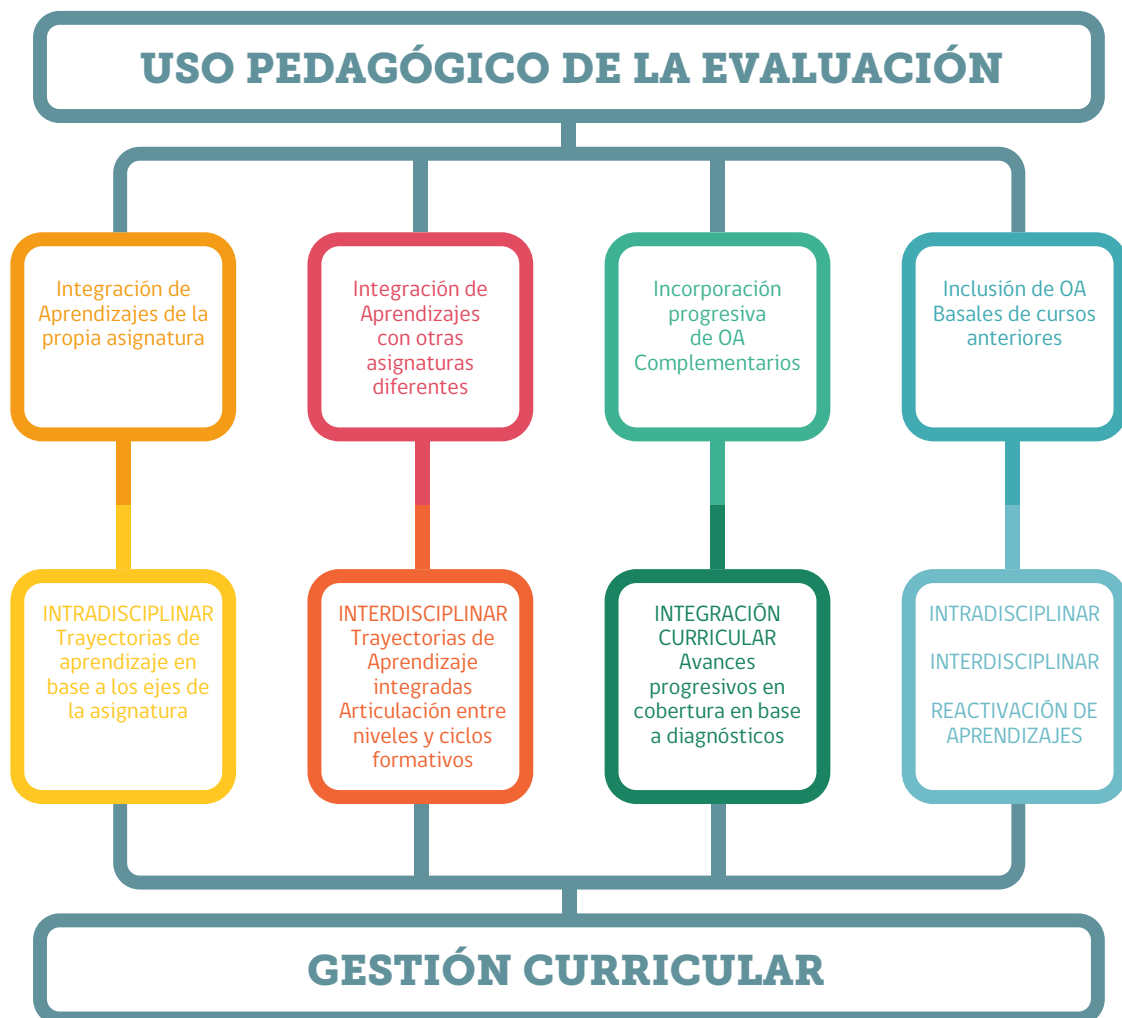 USO PEDAGÓGICO DE LA EVALUACIÓN
Integración de
Aprendizajes de la
propia asignatura
Integración de
Aprendizajes
con otras
asignaturas
diferentes
Incorporación
progresiva
de OA
Complementarios
Inclusión de OA
Basales de cursos
anteriores
INTRADISCIPLINAR
Trayectorias de
aprendizaje en
base a los ejes de
la asignatura
INTERDISCIPLINAR
Trayectorias de
Aprendizaje
integradas
Articulación entre
niveles y ciclos
formativos
INTEGRACIÓN
CURRICULAR
Avances
progresivos en
cobertura en base
a diagnósticos
INTRADISCIPLINAR
INTERDISCIPLINAR
REACTIVACIÓN DE
APRENDIZAJES
GESTIÓN CURRICULAR